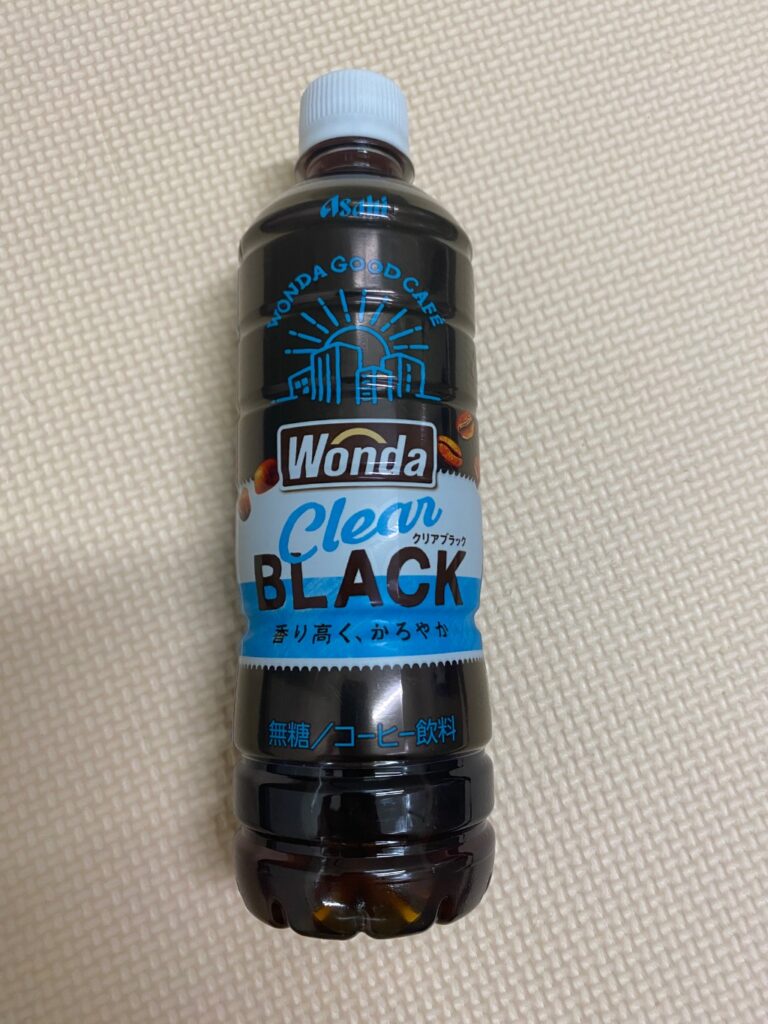 Asahi
WONDA GOOD CAFÉ
Wonda
Clear
クリアブラック
BLACK
香り高く、かろやか
無糖/コーヒー飲料